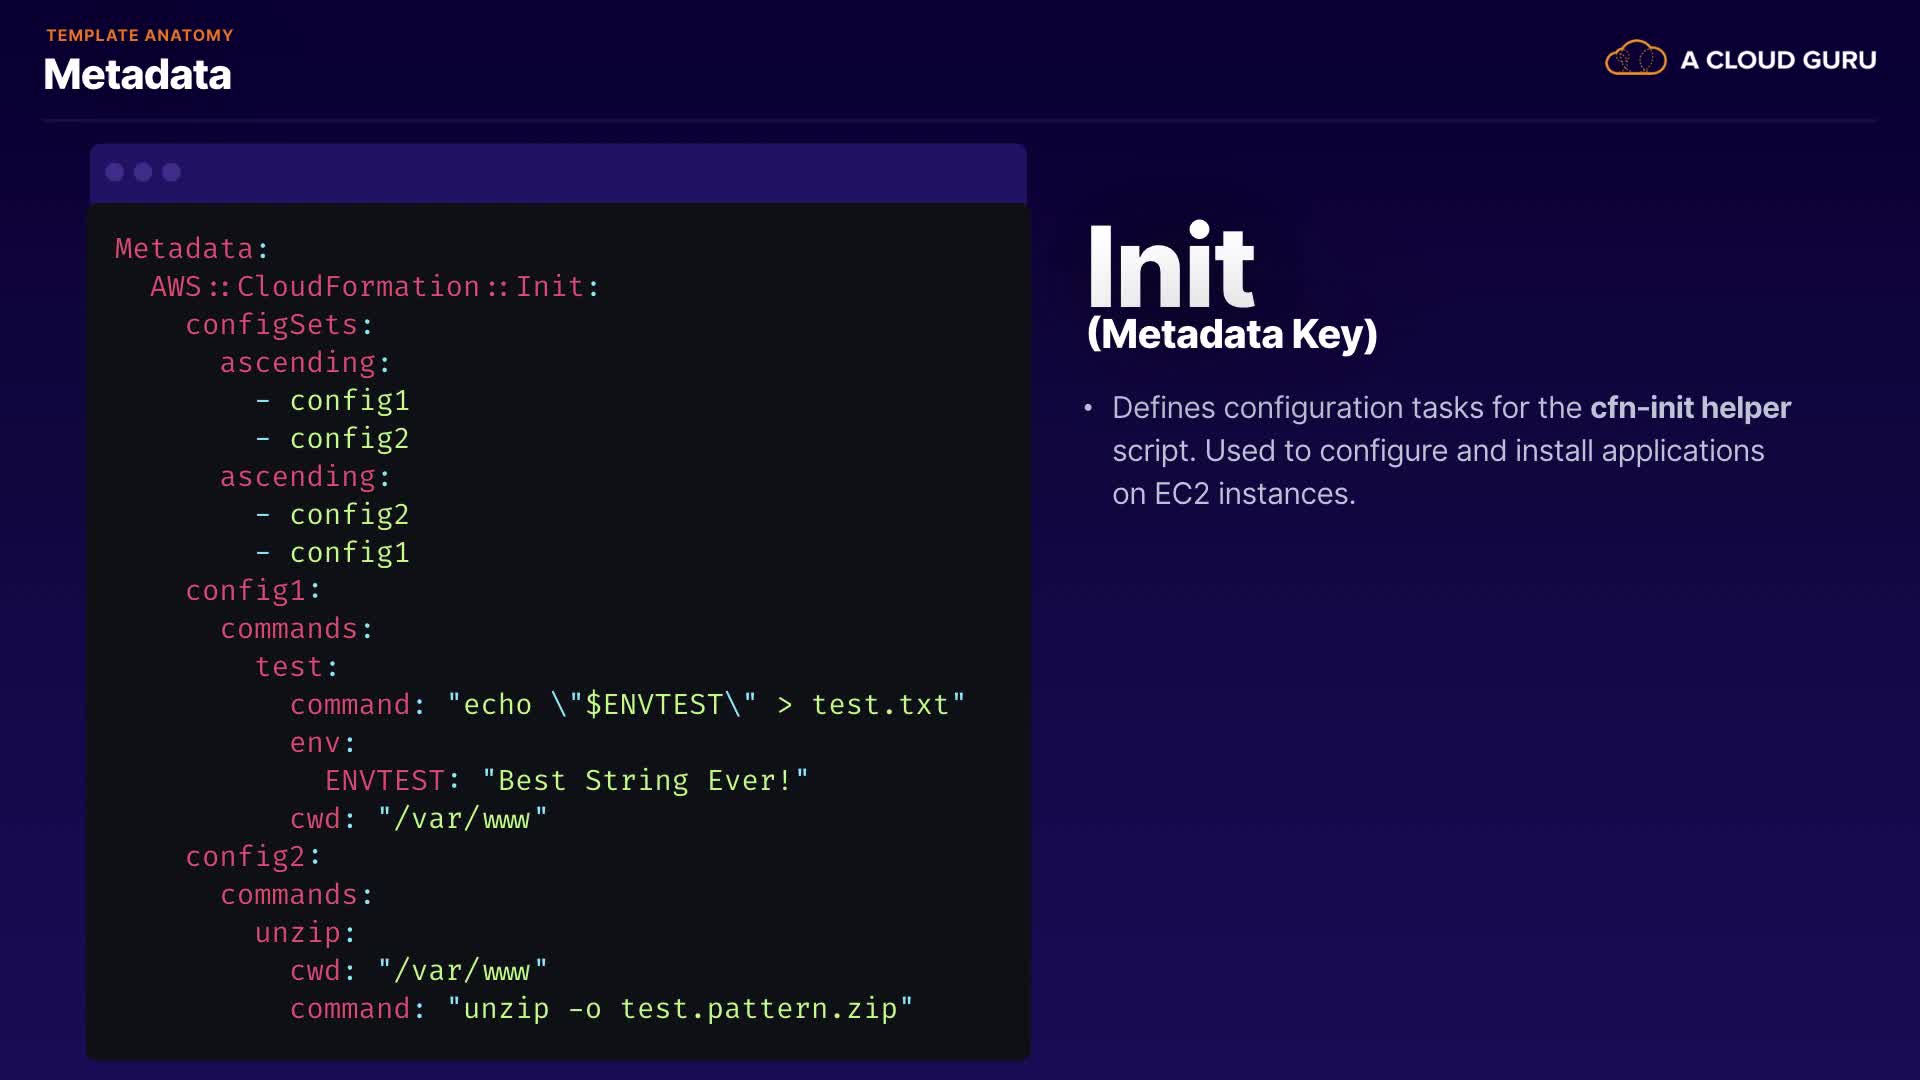 TEMPLATE ANATOMY
Metadata
A CLOUD GURU
Metadata:
  AWS::CloudFormation::Init:
    configSets:
      ascending:
        - config1
        - config2
      ascending:
        - config2
        - config1
    config1:
      commands:
        test:
          command: "echo \"$ENVTEST\" > test.txt"
          env:
            ENVTEST: "Best String Ever!"
          cwd: "/var/www"
    config2:
      commands:
        unzip:
          cwd: "/var/www"
          command: "unzip -o test.pattern.zip"
Init
(Metadata Key)
• Defines configuration tasks for the cfn-init helper
script. Used to configure and install applications
on EC2 instances.